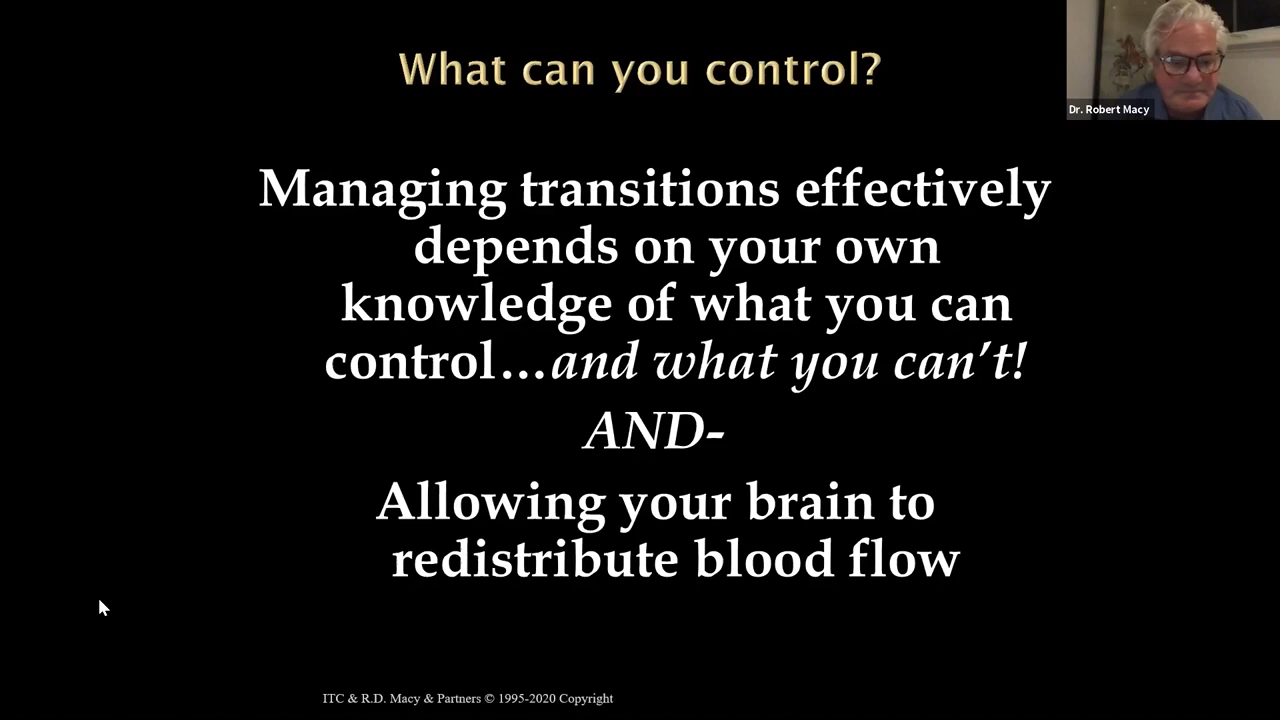 What can you control?
Dr. Robert Macy
Managing transitions effectively
depends on your own
knowledge of what you can
control…and what you can’t!
AND-
Allowing your brain to
redistribute blood flow
ITC & R.D. Macy & Partners © 1995-2020 Copyright